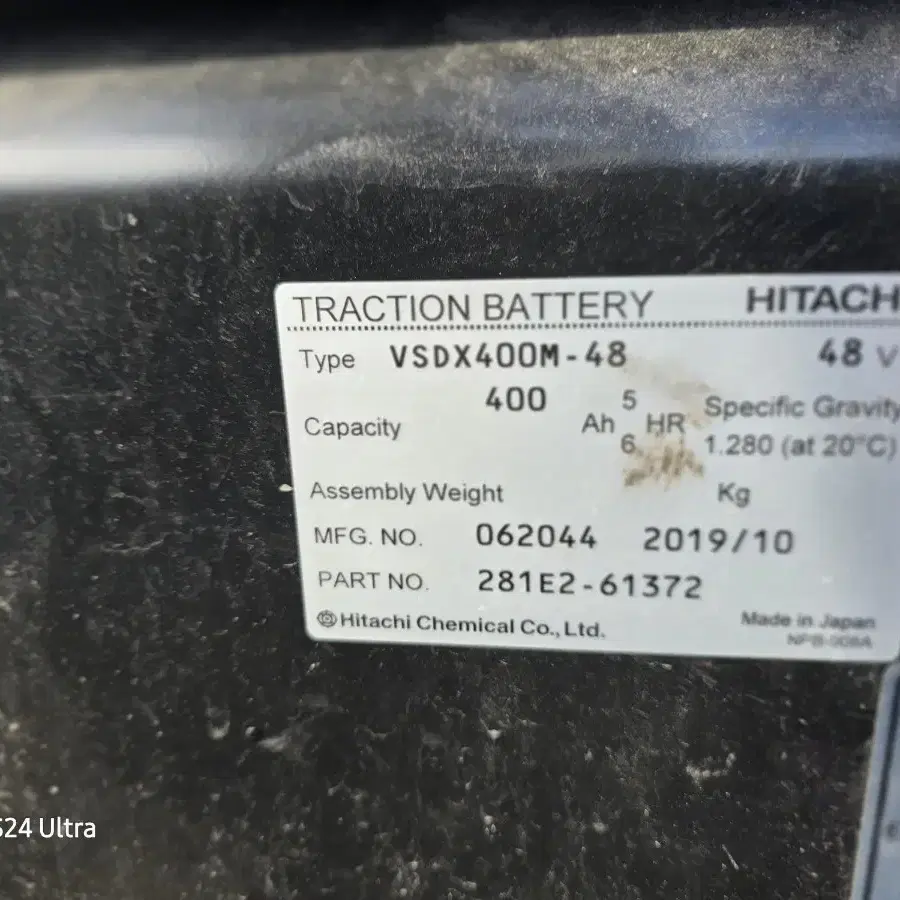 TRACTION BATTERY HITACH
Type VSDX400M-48 48 V
Capacity 400 Ah 5 HR Specific Gravity
6 1.280 (at 20°C)
Assembly Weight Kg
MFG. NO. 062044 2019/10
PART NO. 281E2-61372
Hitachi Chemical Co., Ltd. Made in Japan
S24 Ultra